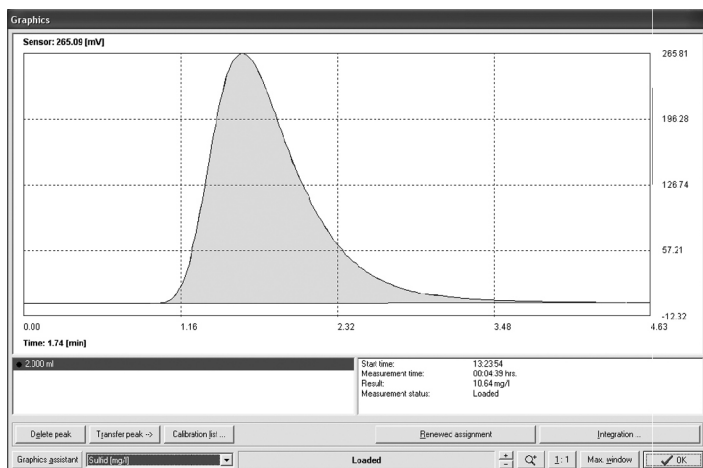 Graphics
Sensor: 265.09 [mV]
265.81
196.28
126.74
57.21
-12.32
0.00 1.16 2.32 3.48 4.63
Time: 1.74 [min]
2.000 ml
Start time: 13:23:54
Measurement time: 00:04:39 hrs.
Result: 10.64 mg/l
Measurement status: Loaded
Delete peak Transfer peak -> Calibration list ... Renewec assignment Integration ...
Graphics assistant Sulfid [mg/l] Loaded + - 1:1 Max. window OK